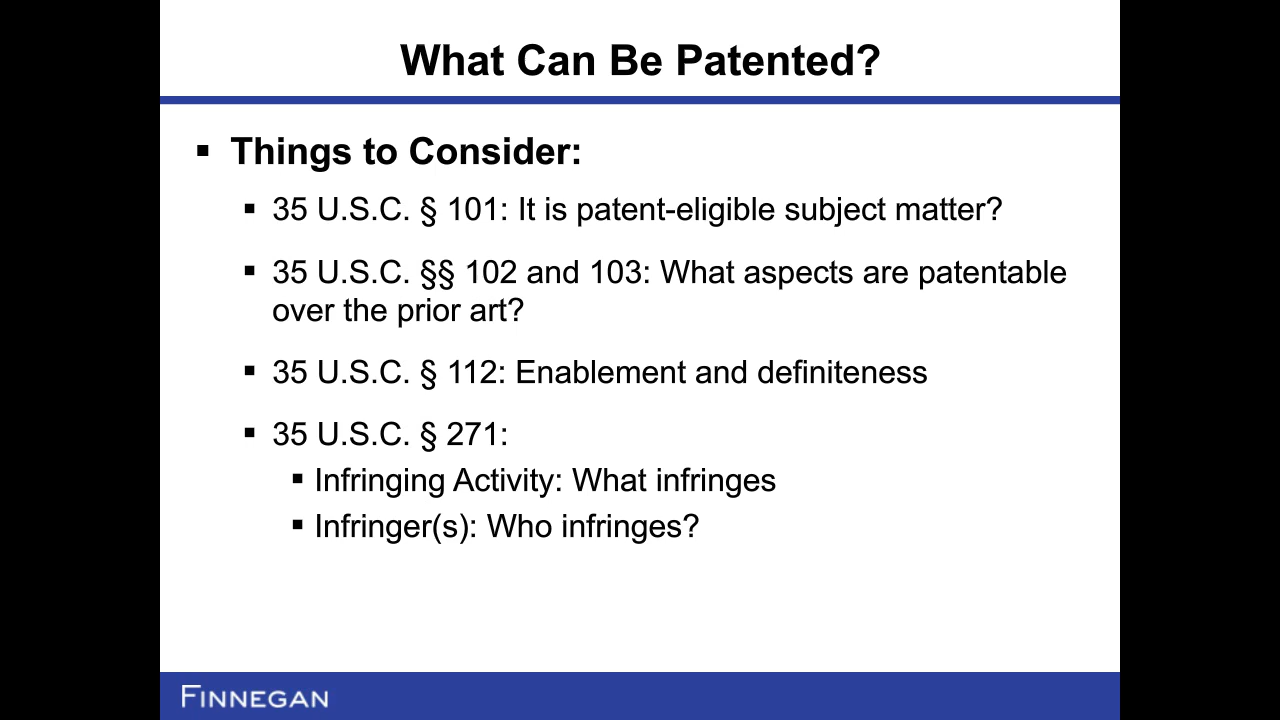 What Can Be Patented?
▪ Things to Consider:
▪ 35 U.S.C. § 101: It is patent-eligible subject matter?
▪ 35 U.S.C. §§ 102 and 103: What aspects are patentable
over the prior art?
▪ 35 U.S.C. § 112: Enablement and definiteness
▪ 35 U.S.C. § 271:
▪ Infringing Activity: What infringes
▪ Infringer(s): Who infringes?
FINNEGAN